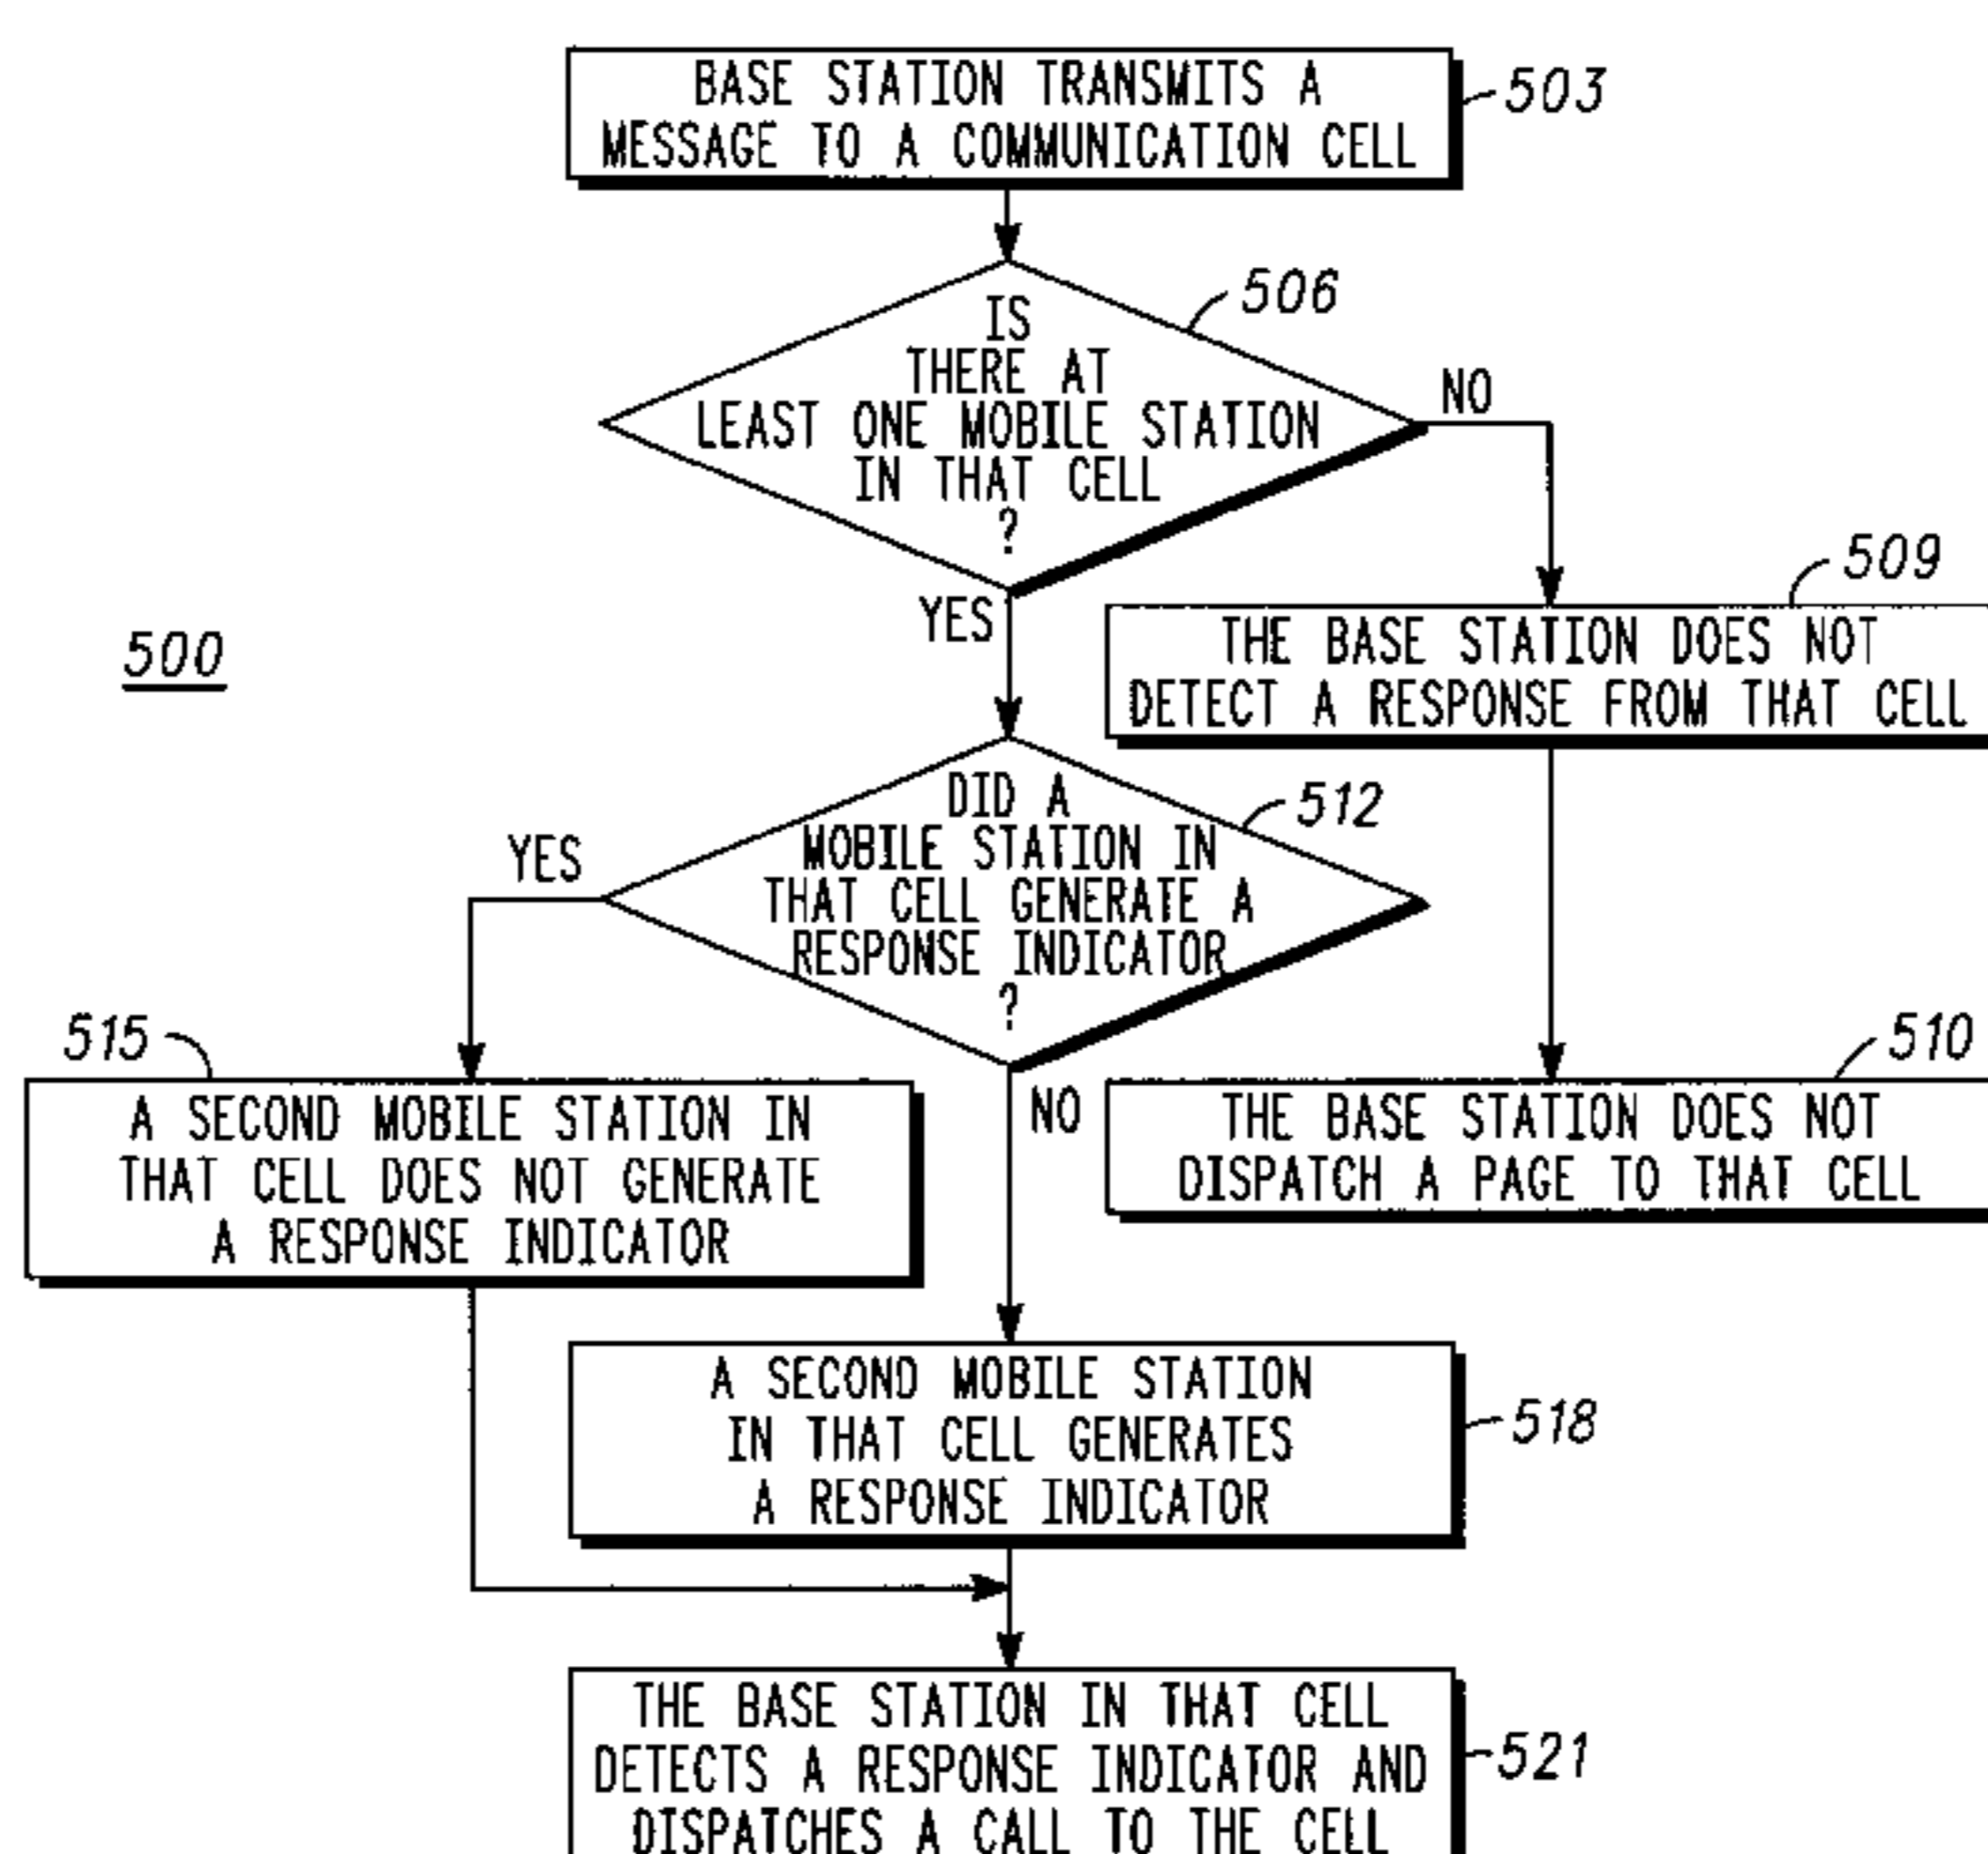 BASE STATION TRANSMITS A
MESSAGE TO A COMMUNICATION CELL
503
IS
THERE AT
LEAST ONE MOBILE STATION
IN THAT CELL
?
506
NO
YES
509
THE BASE STATION DOES NOT
DETECT A RESPONSE FROM THAT CELL
500
DID A
MOBILE STATION IN
THAT CELL GENERATE A
RESPONSE INDICATOR
?
512
YES
NO
515
A SECOND MOBILE STATION IN
THAT CELL DOES NOT GENERATE
A RESPONSE INDICATOR
510
THE BASE STATION DOES NOT
DISPATCH A PAGE TO THAT CELL
A SECOND MOBILE STATION
IN THAT CELL GENERATES
A RESPONSE INDICATOR
518
THE BASE STATION IN THAT CELL
DETECTS A RESPONSE INDICATOR AND
DISPATCHES A CALL TO THE CELL
521